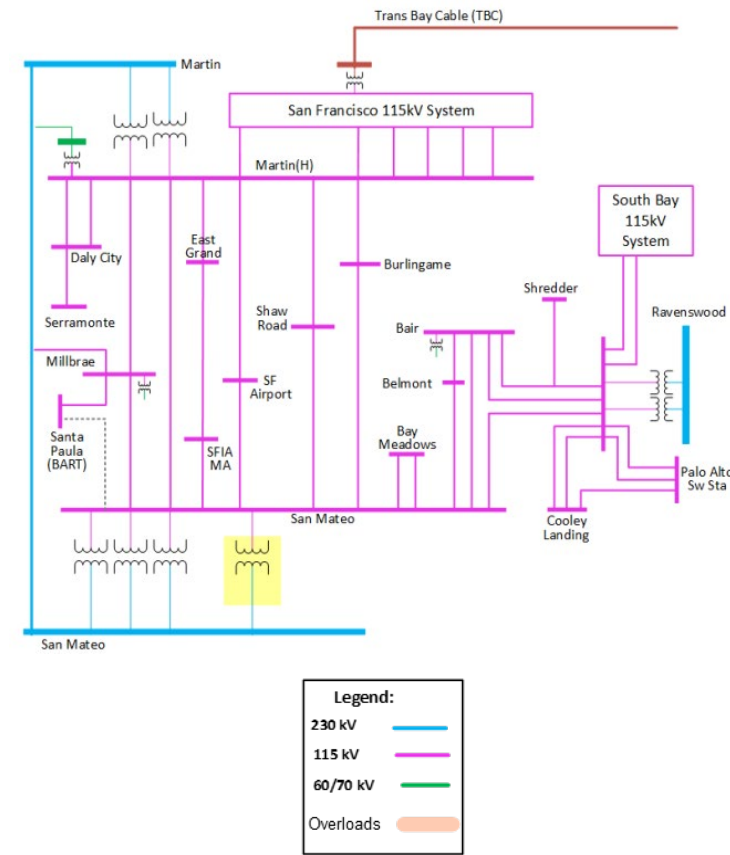 Trans Bay Cable (TBC)
Martin
San Francisco 115kV System
Martin(H)
South Bay
115kV
System
East
Grand
Daly City
Burlingame
Shredder
Ravenswood
Serramonte
Shaw
Road
Bair
Millbrae
SF
Airport
Belmont
Santa
Paula
(BART)
SFIA
MA
Bay
Meadows
Palo Alto
Sw Sta
San Mateo
Cooley
Landing
San Mateo
Legend:
230 kV
115 kV
60/70 kV
Overloads